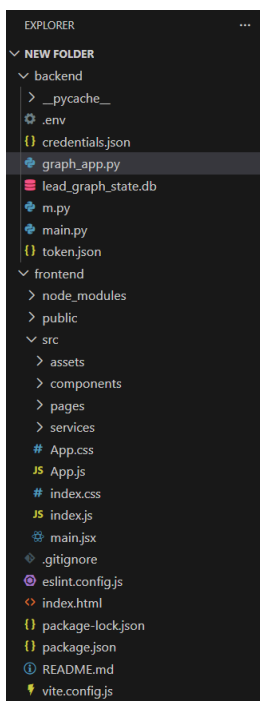 EXPLORER ...
NEW FOLDER
backend
__pycache__
.env
{} credentials.json
graph_app.py
lead_graph_state.db
m.py
main.py
{} token.json
frontend
node_modules
public
src
assets
components
pages
services
# App.css
JS App.js
# index.css
JS index.js
main.jsx
.gitignore
eslint.config.js
<> index.html
{} package-lock.json
{} package.json
README.md
vite.config.js